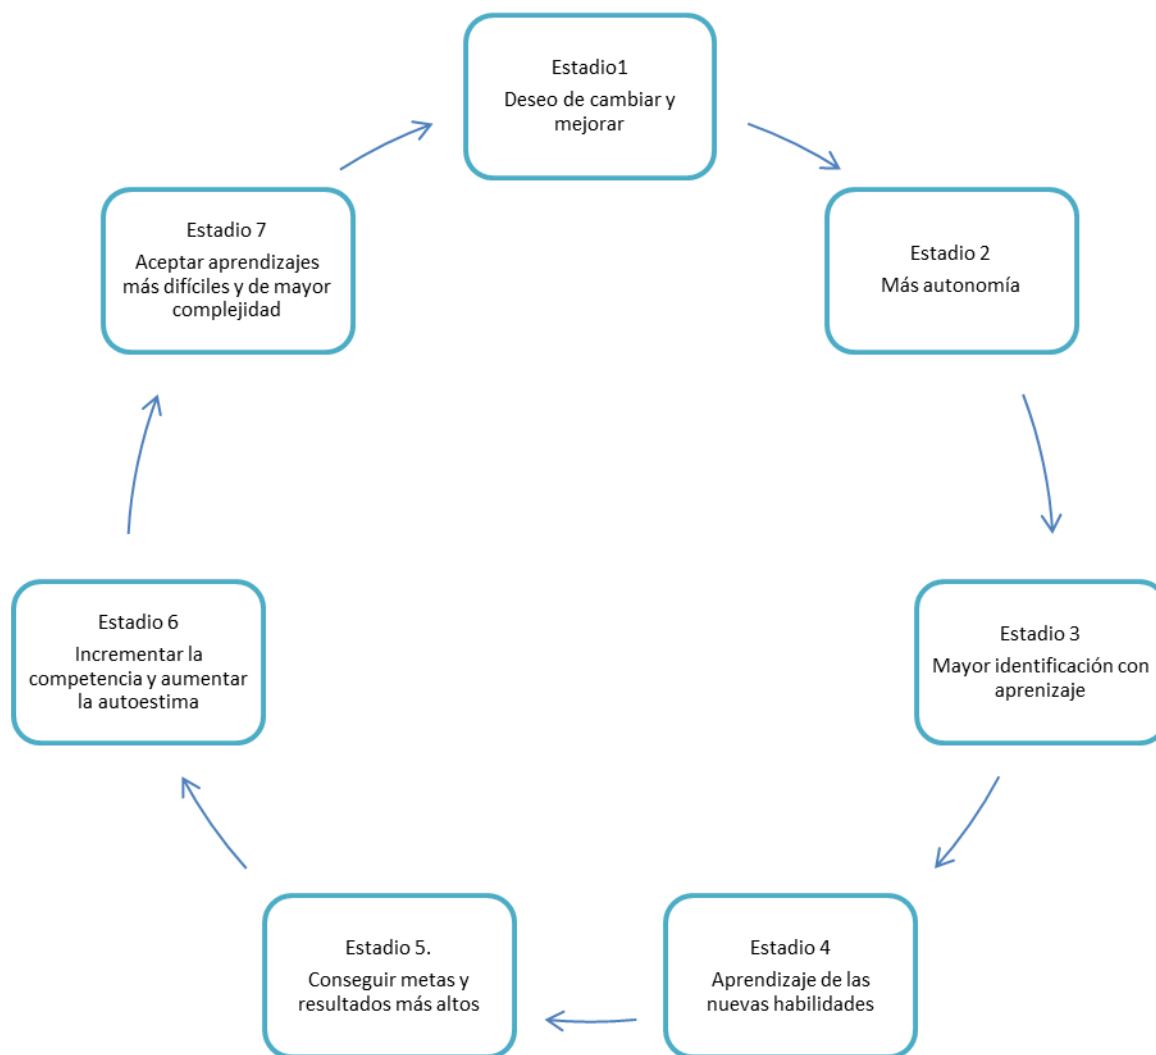 Estadio1
Deseo de cambiar y
mejorar
Estadio 2
Más autonomía
Estadio 3
Mayor identificación con
aprenizaje
Estadio 4
Aprendizaje de las
nuevas habilidades
Estadio 5.
Conseguir metas y
resultados más altos
Estadio 6
Incrementar la
competencia y aumentar
la autoestima
Estadio 7
Aceptar aprendizajes
más difíciles y de mayor
complejidad